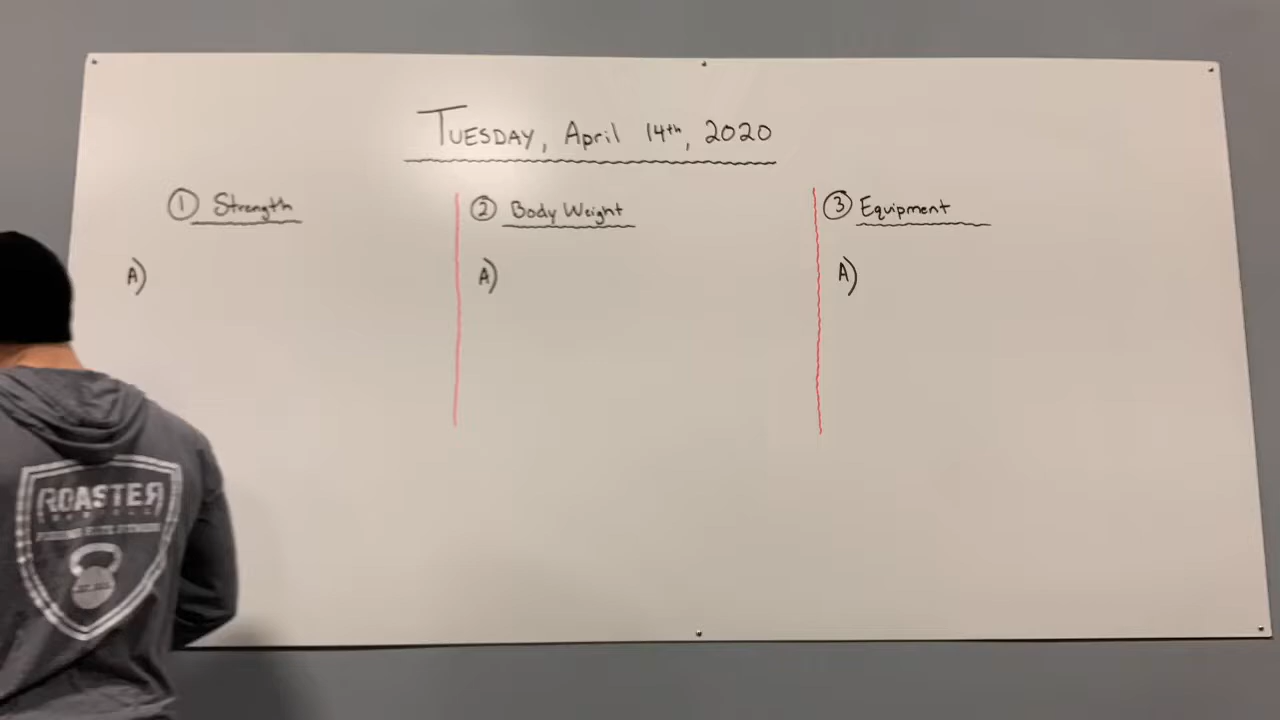 Tuesday, April 14th, 2020
① Strength
A)
② Body Weight
A)
③ Equipment
A)
ROASTER